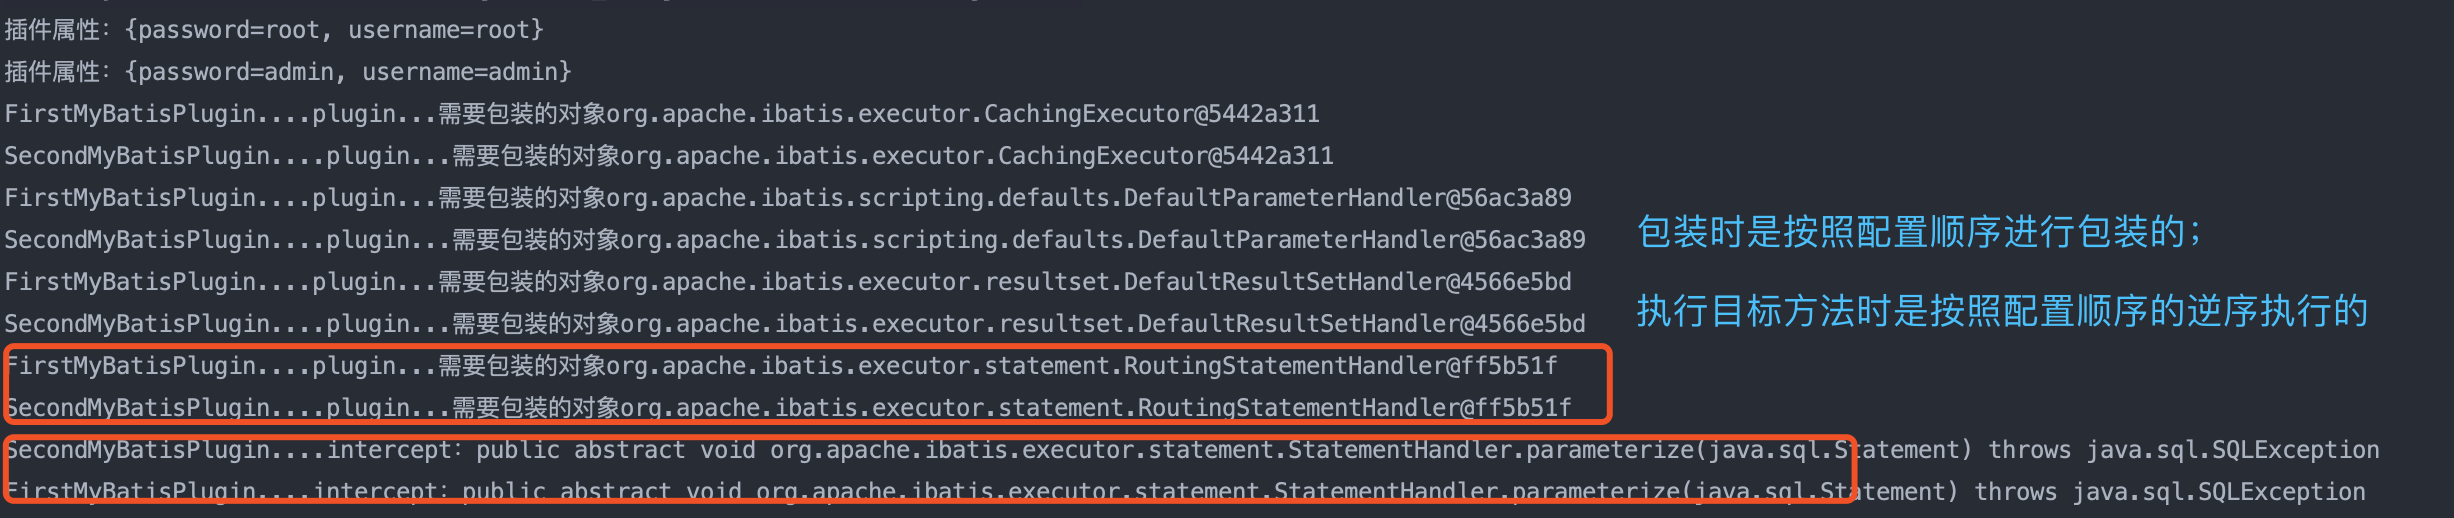 插件属性：{password=root, username=root}
插件属性：{password=admin, username=admin}
FirstMyBatisPlugin....plugin...需要包装的对象org.apache.ibatis.executor.CachingExecutor@5442a311
SecondMyBatisPlugin....plugin...需要包装的对象org.apache.ibatis.executor.CachingExecutor@5442a311
FirstMyBatisPlugin....plugin...需要包装的对象org.apache.ibatis.scripting.defaults.DefaultParameterHandler@56ac3a89
SecondMyBatisPlugin....plugin...需要包装的对象org.apache.ibatis.scripting.defaults.DefaultParameterHandler@56ac3a89
包装时是按照配置顺序进行包装的；
FirstMyBatisPlugin....plugin...需要包装的对象org.apache.ibatis.executor.resultset.DefaultResultSetHandler@4566e5bd
SecondMyBatisPlugin....plugin...需要包装的对象org.apache.ibatis.executor.resultset.DefaultResultSetHandler@4566e5bd
执行目标方法时是按照配置顺序的逆序执行的
FirstMyBatisPlugin....plugin...需要包装的对象org.apache.ibatis.executor.statement.RoutingStatementHandler@ff5b51f
SecondMyBatisPlugin....plugin...需要包装的对象org.apache.ibatis.executor.statement.RoutingStatementHandler@ff5b51f
SecondMyBatisPlugin....intercept：public abstract void org.apache.ibatis.executor.statement.StatementHandler.parameterize(java.sql.Statement) throws java.sql.SQLException
FirstMyBatisPlugin....intercept：public abstract void org.apache.ibatis.executor.statement.StatementHandler.parameterize(java.sql.Statement) throws java.sql.SQLException